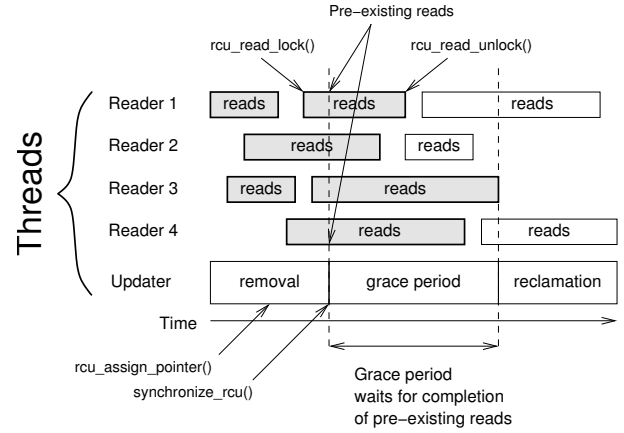 Pre-existing reads
rcu_read_lock()
rcu_read_unlock()
Threads
Reader 1
reads
reads
reads
Reader 2
reads
reads
Reader 3
reads
reads
Reader 4
reads
reads
Updater
removal
grace period
reclamation
Time
rcu_assign_pointer()
synchronize_rcu()
Grace period
waits for completion
of pre-existing reads